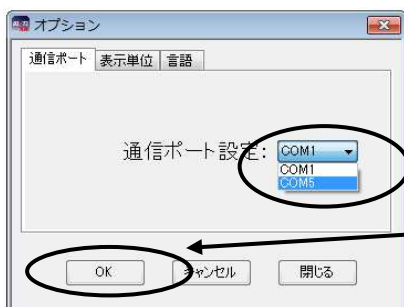 オプション
通信ポート 表示単位 言語
通信ポート設定: COM1
COM1
COM5
OK キャンセル 閉じる